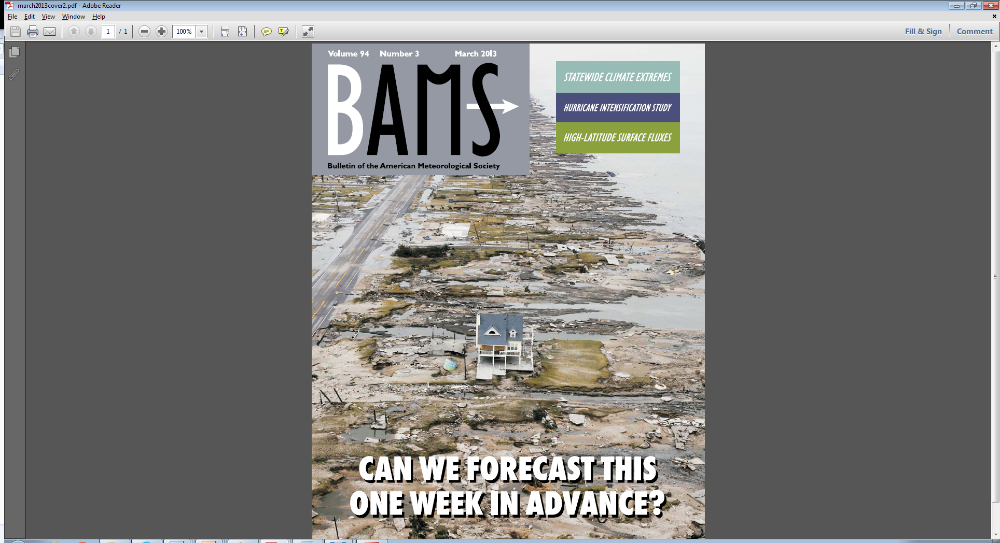 march2013cover2.pdf - Adobe Reader
File Edit View Window Help
1 / 1 100% Fill & Sign Comment
Volume 94 Number 3 March 2013
BAMS
Bulletin of the American Meteorological Society
STATEWIDE CLIMATE EXTREMES
HURRICANE INTENSIFICATION STUDY
HIGH-LATITUDE SURFACE FLUXES
CAN WE FORECAST THIS
ONE WEEK IN ADVANCE?